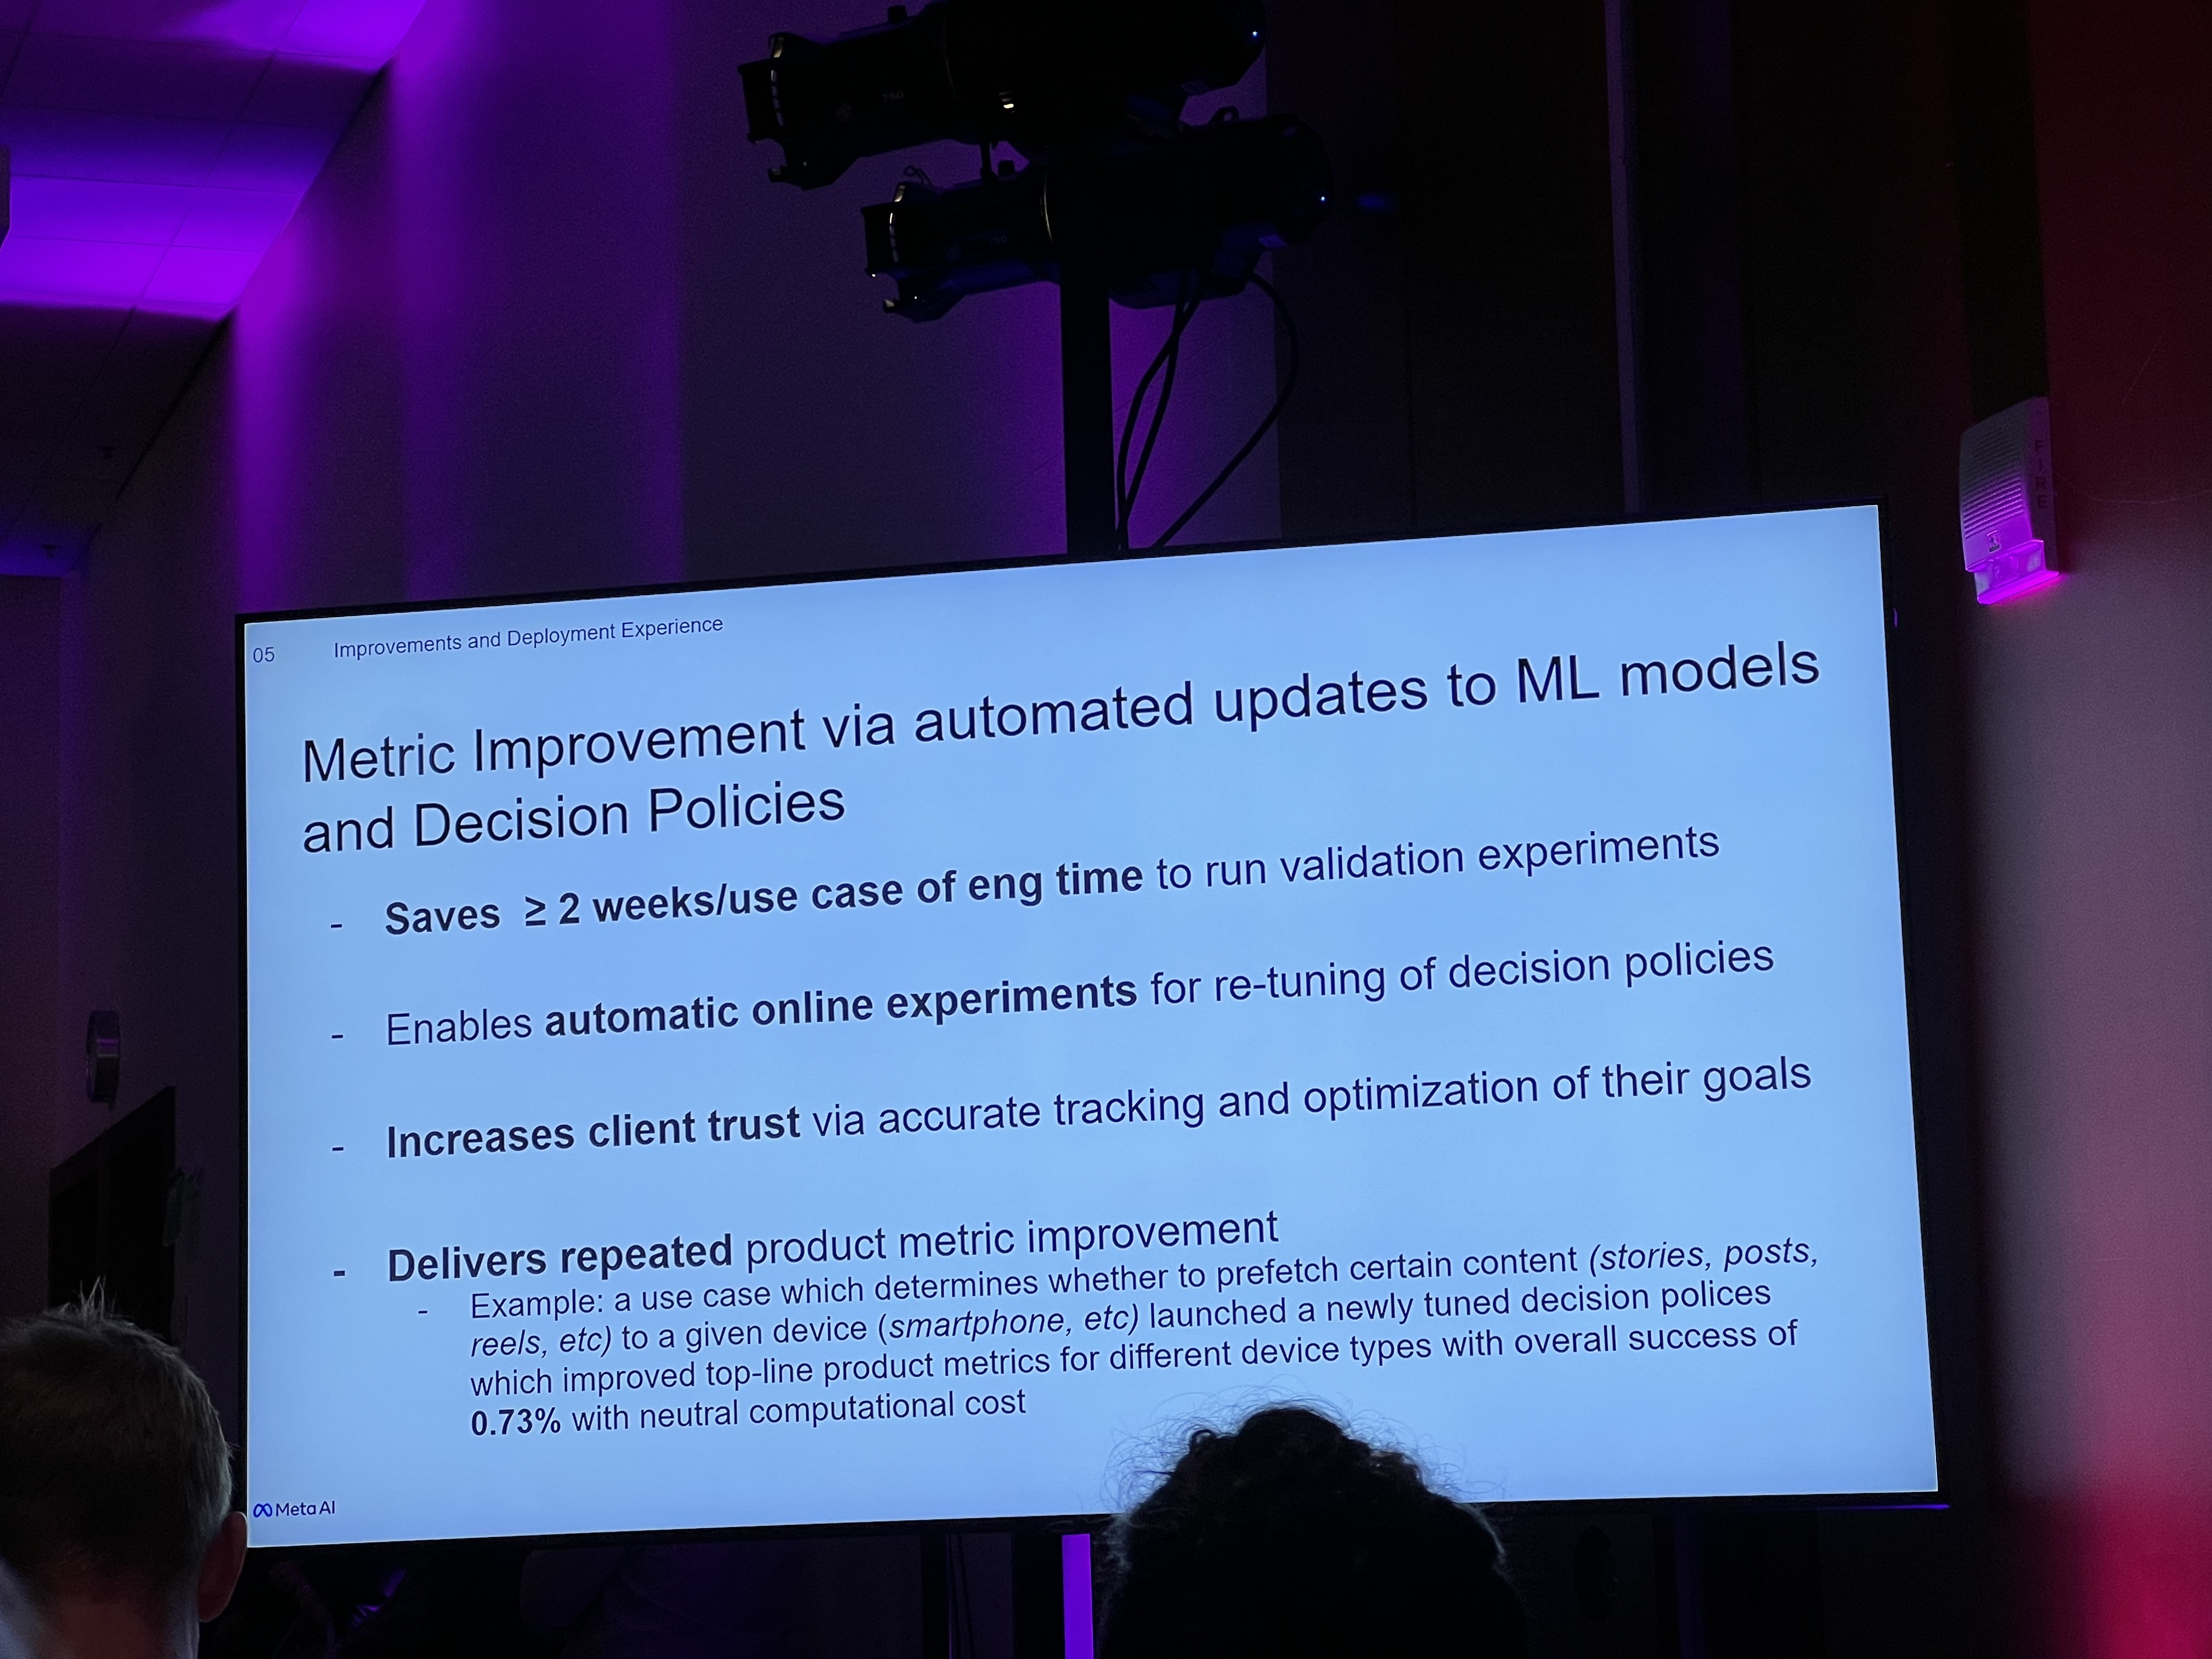 05 Improvements and Deployment Experience
Metric Improvement via automated updates to ML models
and Decision Policies
- Saves ≥ 2 weeks/use case of eng time to run validation experiments
- Enables automatic online experiments for re-tuning of decision policies
- Increases client trust via accurate tracking and optimization of their goals
- Delivers repeated product metric improvement
- Example: a use case which determines whether to prefetch certain content (stories, posts,
reels, etc) to a given device (smartphone, etc) launched a newly tuned decision polices
which improved top-line product metrics for different device types with overall success of
0.73% with neutral computational cost
Meta AI
FIRE
750
750